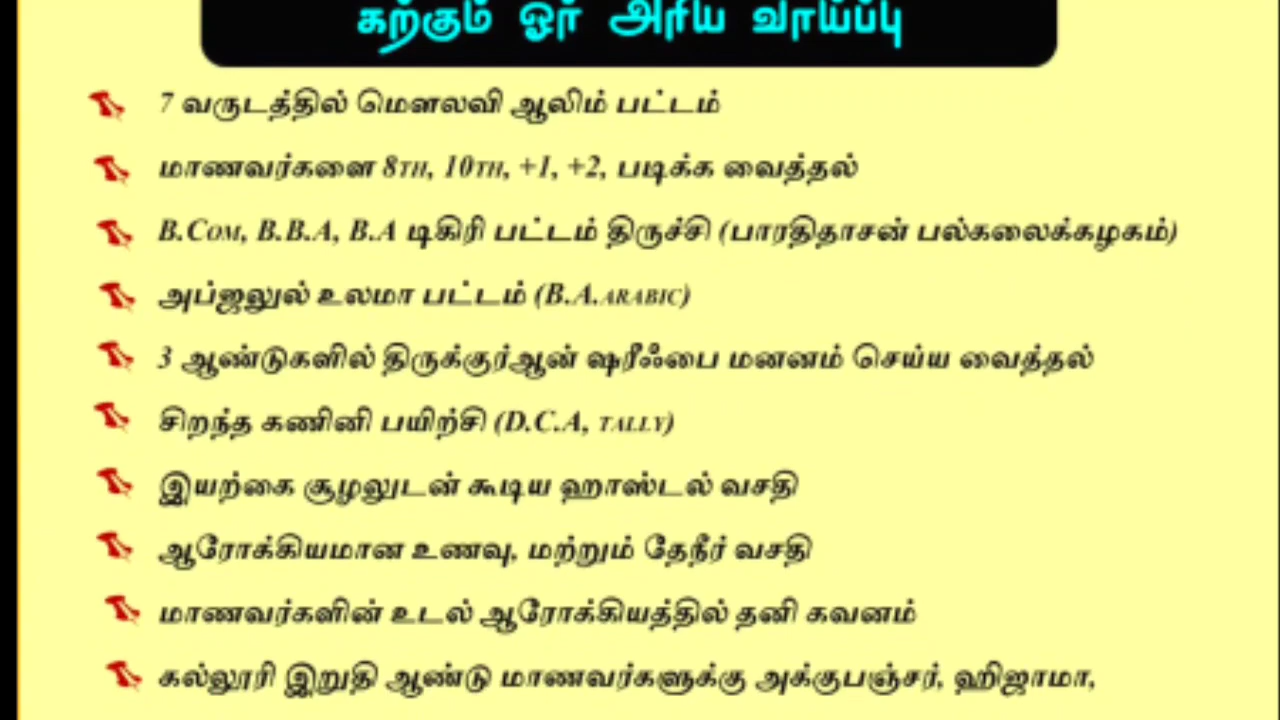 கற்கும் ஓர் அரிய வாய்ப்பு
7 வருடத்தில் மௌலவி ஆலிம் பட்டம்
மாணவர்களை 8TH, 10TH, +1, +2, படிக்க வைத்தல்
B.COM, B.B.A, B.A டிகிரி பட்டம் திருச்சி (பாரதிதாசன் பல்கலைக்கழகம்)
அப்ஜலுல் உலமா பட்டம் (B.A.ARABIC)
3 ஆண்டுகளில் திருக்குர்ஆன் ஷரீஃபை மனனம் செய்ய வைத்தல்
சிறந்த கணினி பயிற்சி (D.C.A, TALLY)
இயற்கை சூழலுடன் கூடிய ஹாஸ்டல் வசதி
ஆரோக்கியமான உணவு, மற்றும் தேநீர் வசதி
மாணவர்களின் உடல் ஆரோக்கியத்தில் தனி கவனம்
கல்லூரி இறுதி ஆண்டு மாணவர்களுக்கு அக்குபஞ்சர், ஹிஜாமா,